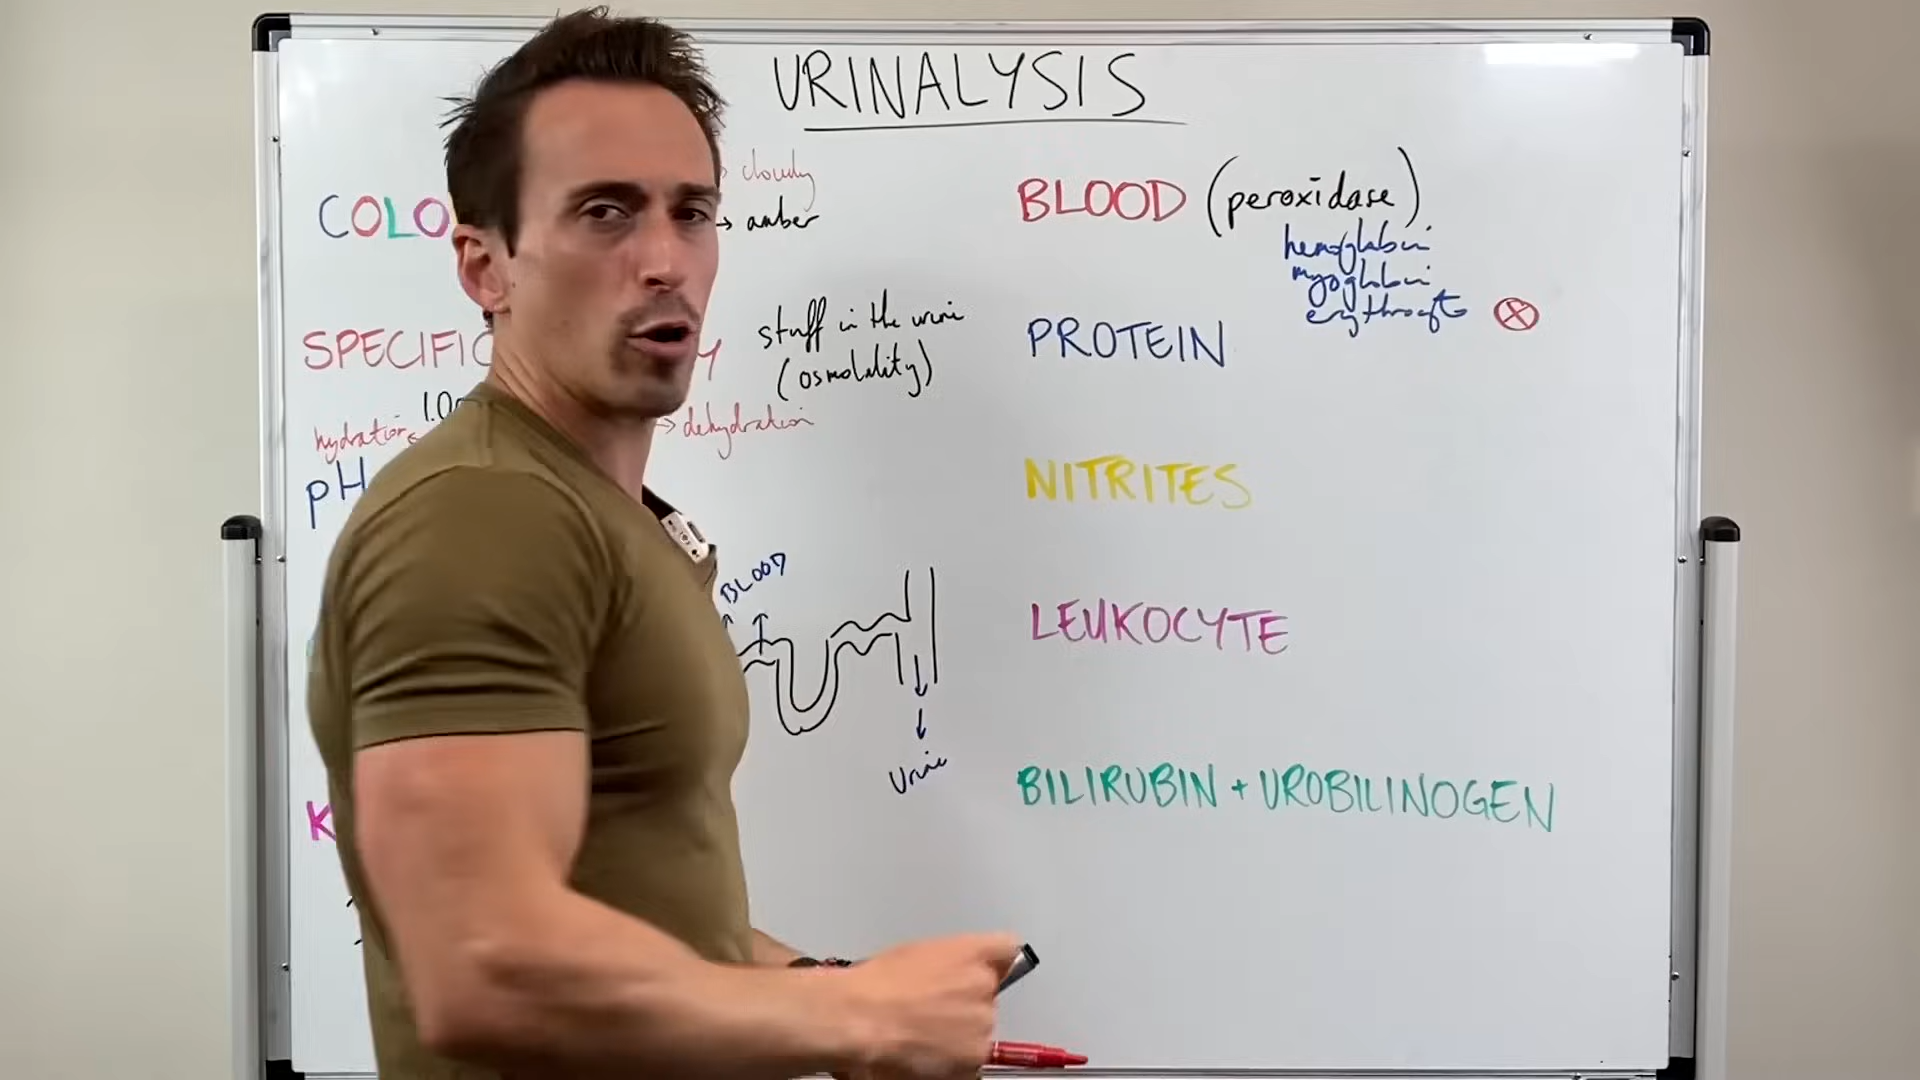 URINALYSIS
COLO
cloudy
→ amber
SPECIFIC
Y
stuff in the urine
(osmolality)
1.0
hydration
→ dehydration
pH
BLOOD
Urine
K
BLOOD (peroxidase)
hemoglobin
myoglobin
erythrocyte
PROTEIN
NITRITES
LEUKOCYTE
BILIRUBIN + UROBILINOGEN